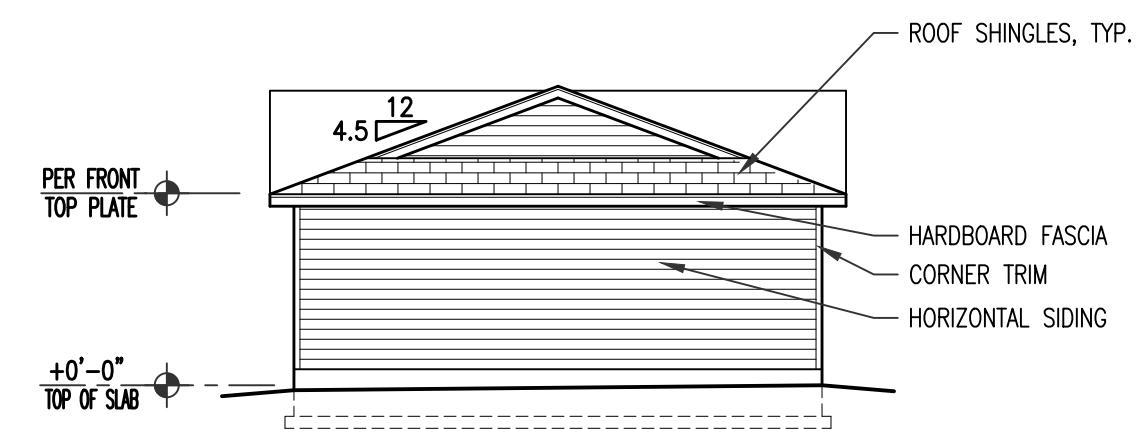 ROOF SHINGLES, TYP.
12
4.5
PER FRONT
TOP PLATE
HARDBOARD FASCIA
CORNER TRIM
HORIZONTAL SIDING
+0'-0"
TOP OF SLAB